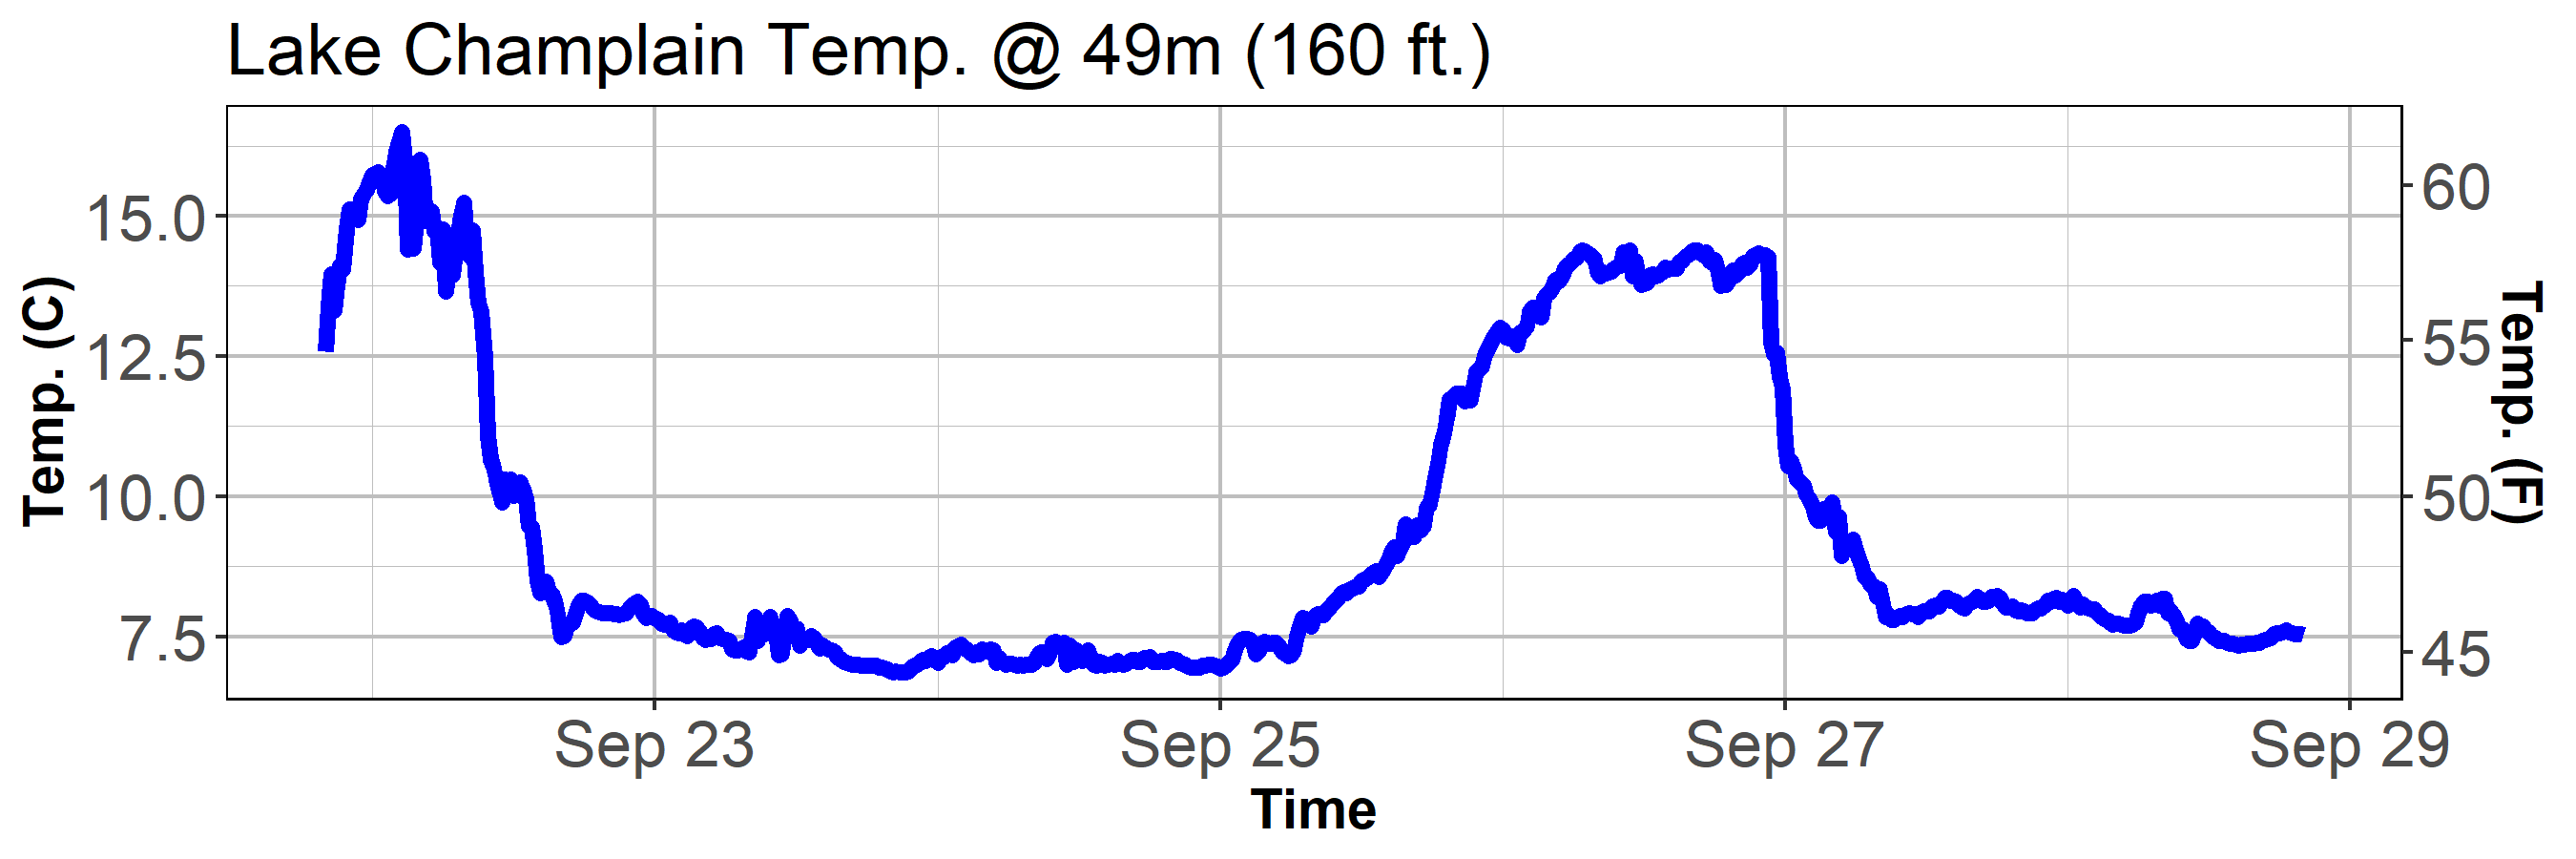 Lake Champlain Temp. @ 49m (160 ft.)
Temp. (C)
15.0
12.5
10.0
7.5
60
55
50
45
Temp. (F)
Sep 23 Sep 25 Sep 27 Sep 29
Time